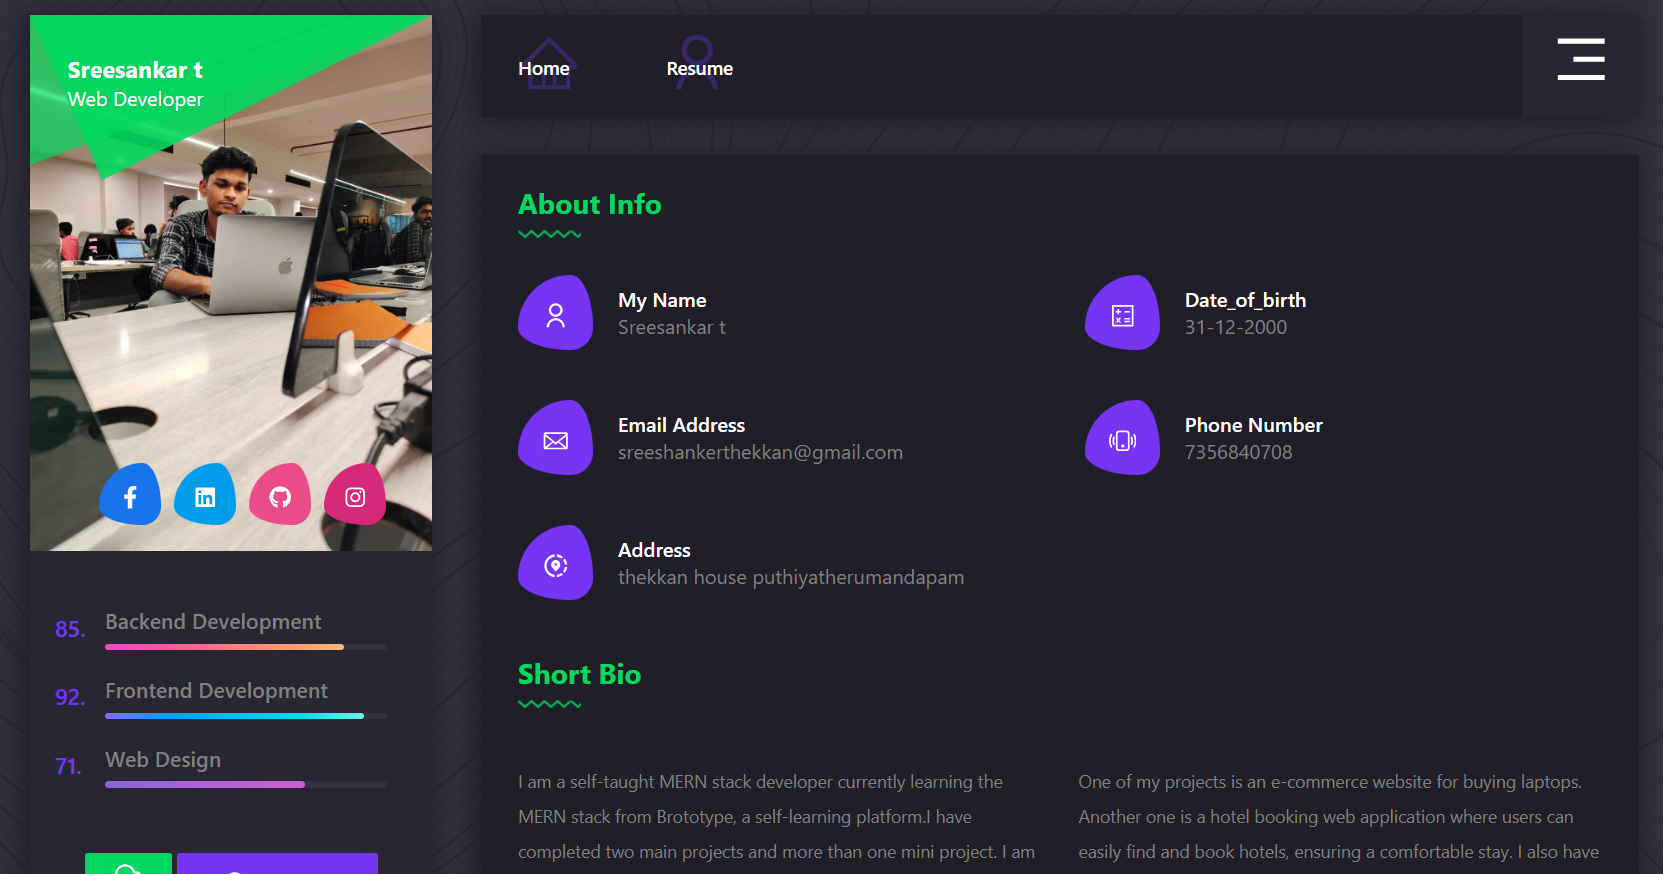 Sreesankar t
Web Developer
Home
Resume
About Info
My Name
Sreesankar t
Date_of_birth
31-12-2000
Email Address
sreeshankerthekkan@gmail.com
Phone Number
7356840708
Address
thekkan house puthiyatherumandapam
85.
Backend Development
92.
Frontend Development
71.
Web Design
Short Bio
I am a self-taught MERN stack developer currently learning the
MERN stack from Brototype, a self-learning platform.I have
completed two main projects and more than one mini project. I am
One of my projects is an e-commerce website for buying laptops.
Another one is a hotel booking web application where users can
easily find and book hotels, ensuring a comfortable stay. I also have